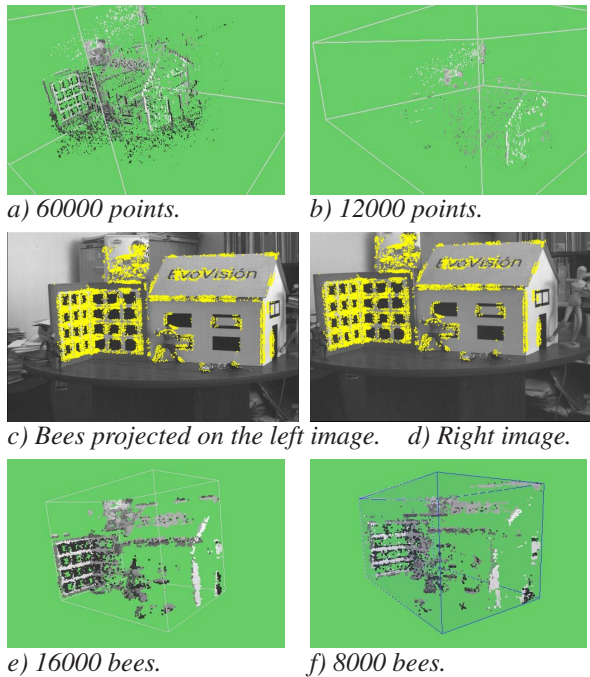 a) 60000 points.
b) 12000 points.
EvoVisión
EvoVisión
c) Bees projected on the left image.
d) Right image.
e) 16000 bees.
f) 8000 bees.